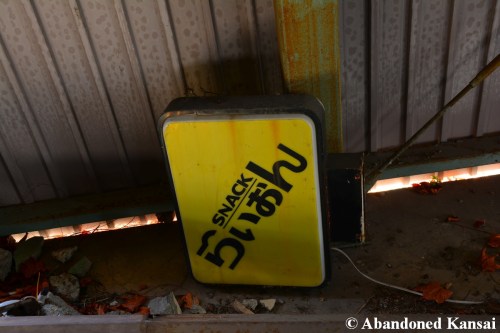 SNACK
らいおん
© Abandoned Kansai